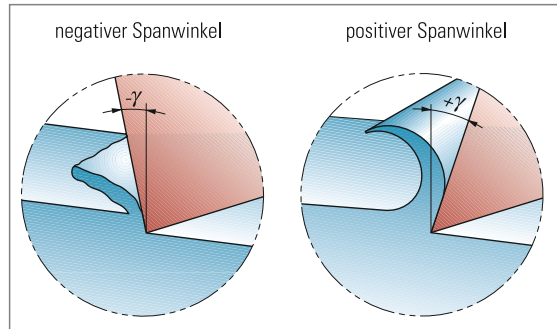 negativer Spanwinkel
positiver Spanwinkel
-γ
+γ